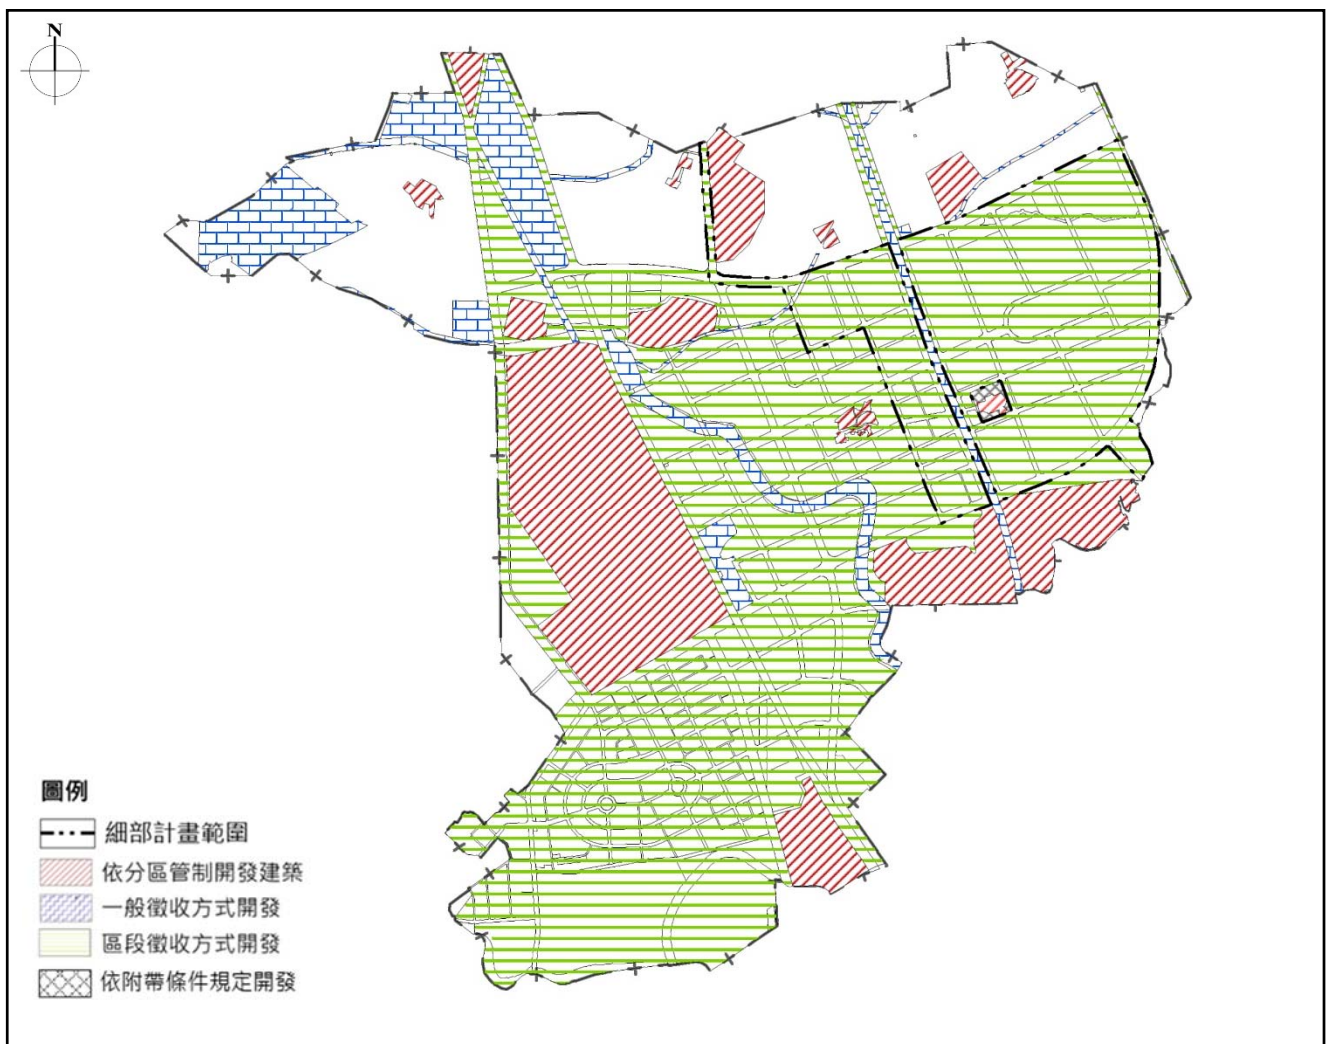 N
圖例
細部計畫範圍
依分區管制開發建築
一般徵收方式開發
區段徵收方式開發
依附帶條件規定開發